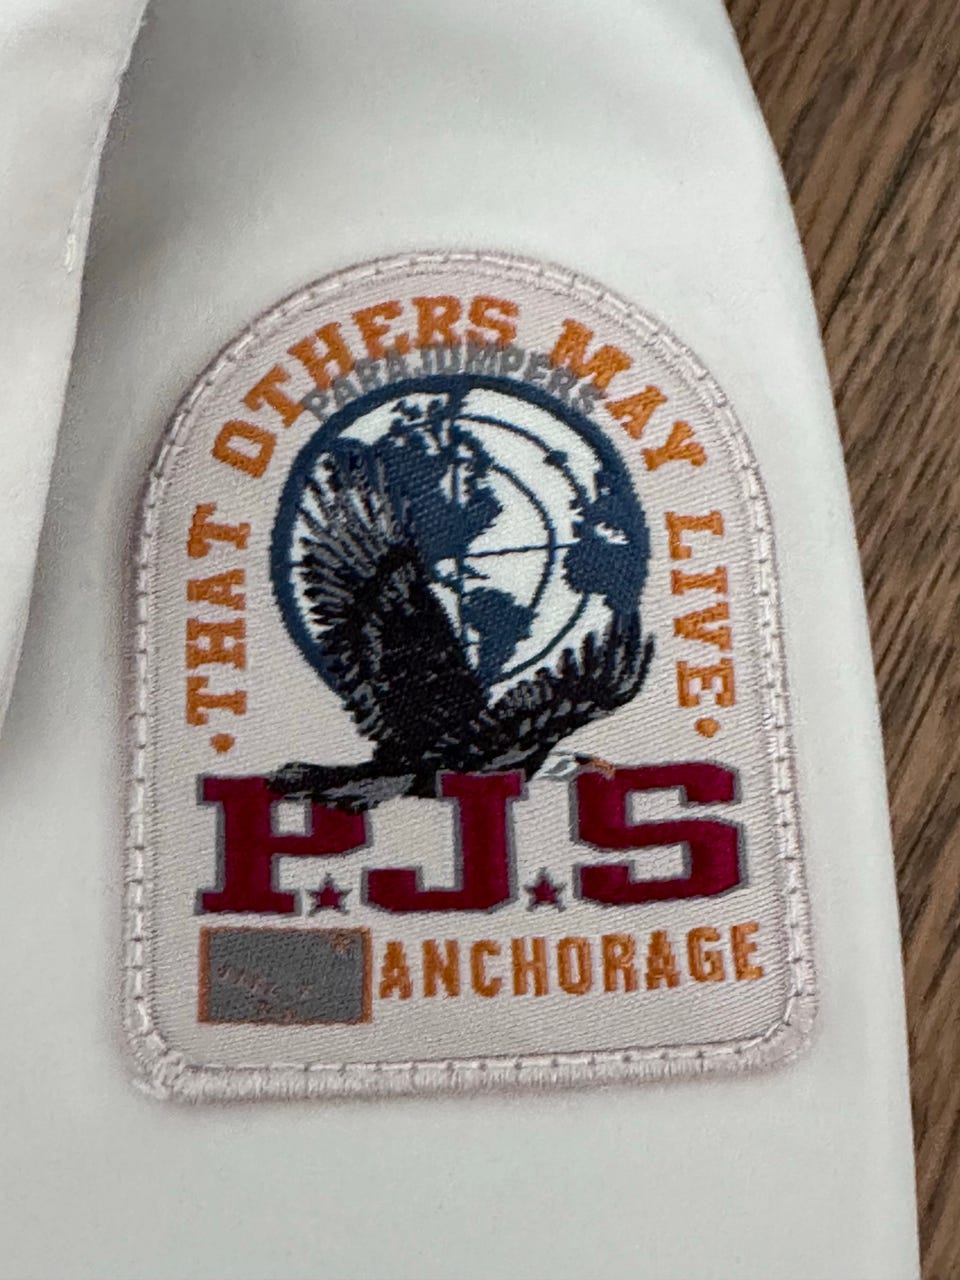 ·THAT OTHERS MAY LIVE·
PARAJUMPERS
P.J.S
ANCHORAGE